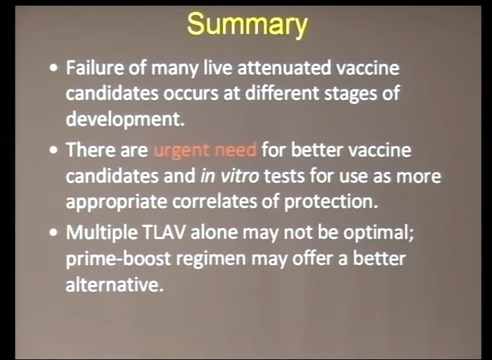 Summary
• Failure of many live attenuated vaccine
candidates occurs at different stages of
development.
• There are urgent need for better vaccine
candidates and in vitro tests for use as more
appropriate correlates of protection.
• Multiple TLAV alone may not be optimal;
prime-boost regimen may offer a better
alternative.